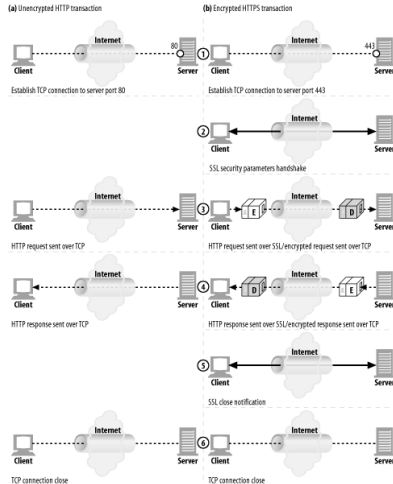 (a) Unencrypted HTTP transaction
(b) Encrypted HTTPS transaction
Internet
80
Client
Server
Establish TCP connection to server port 80
1
Internet
443
Client
Server
Establish TCP connection to server port 443
2
Internet
Client
Server
SSL security parameters handshake
Internet
Client
Server
HTTP request sent over TCP
3
Internet
E
D
Client
Server
HTTP request sent over SSL/encrypted request sent over TCP
Internet
Client
Server
HTTP response sent over TCP
4
Internet
D
E
Client
Server
HTTP response sent over SSL/encrypted response sent over TCP
5
Internet
Client
Server
SSL close notification
Internet
Client
Server
TCP connection close
6
Internet
Client
Server
TCP connection close